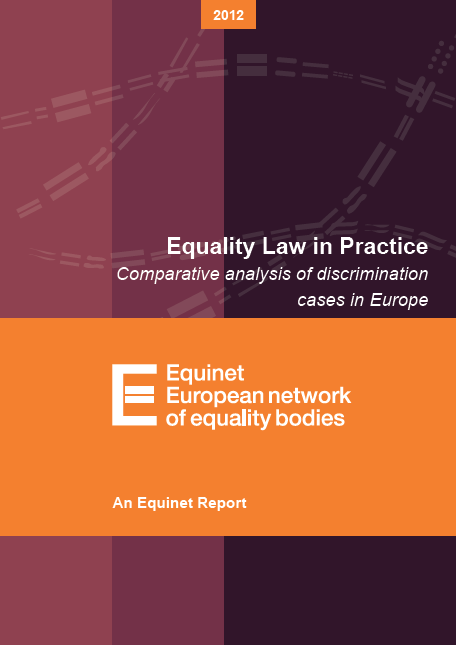 2012
Equality Law in Practice
Comparative analysis of discrimination
cases in Europe
Equinet
European network
of equality bodies
An Equinet Report